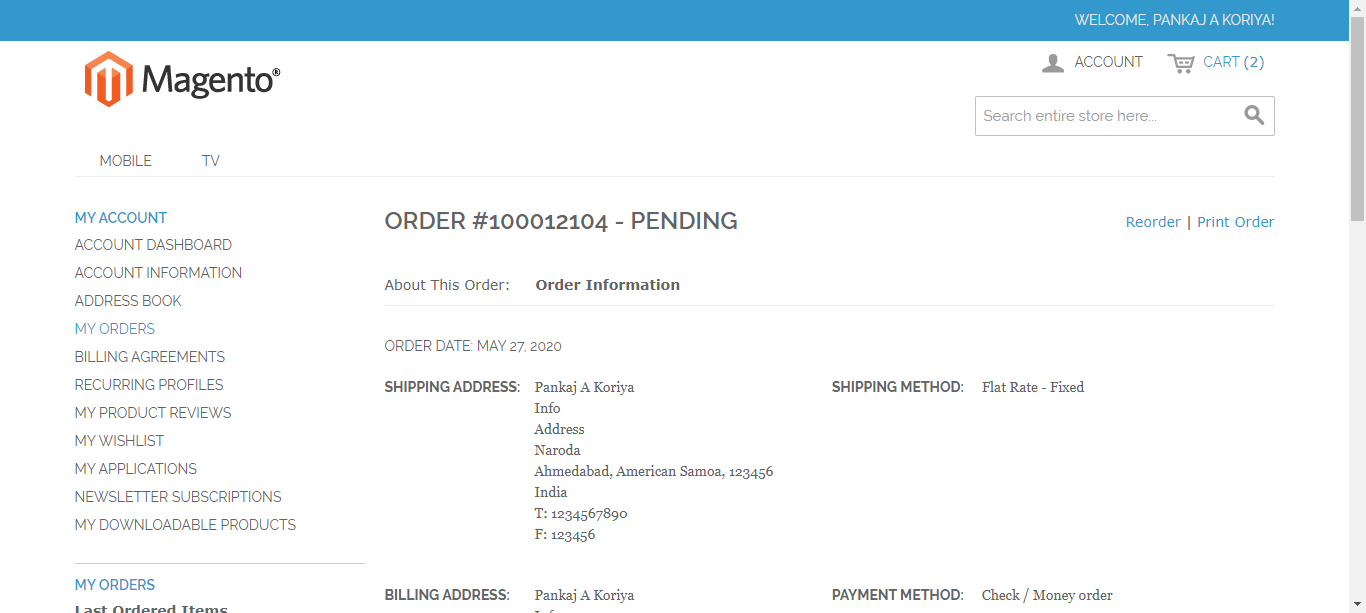 WELCOME, PANKAJ A KORIYA!
Magento®
ACCOUNT
CART (2)
Search entire store here...
MOBILE
TV
MY ACCOUNT
ACCOUNT DASHBOARD
ACCOUNT INFORMATION
ADDRESS BOOK
MY ORDERS
BILLING AGREEMENTS
RECURRING PROFILES
MY PRODUCT REVIEWS
MY WISHLIST
MY APPLICATIONS
NEWSLETTER SUBSCRIPTIONS
MY DOWNLOADABLE PRODUCTS
MY ORDERS
Last Ordered Items
ORDER #100012104 - PENDING
Reorder | Print Order
About This Order: Order Information
ORDER DATE: MAY 27, 2020
SHIPPING ADDRESS:
Pankaj A Koriya
Info
Address
Naroda
Ahmedabad, American Samoa, 123456
India
T: 1234567890
F: 123456
SHIPPING METHOD: Flat Rate - Fixed
BILLING ADDRESS:
Pankaj A Koriya
PAYMENT METHOD: Check / Money order